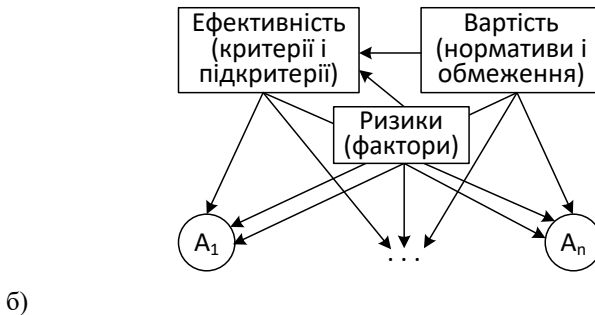 Ефективність
(критерії і
підкритерії)
Вартість
(нормативи і
обмеження)
Ризики
(фактори)
A1
. . .
An
б)